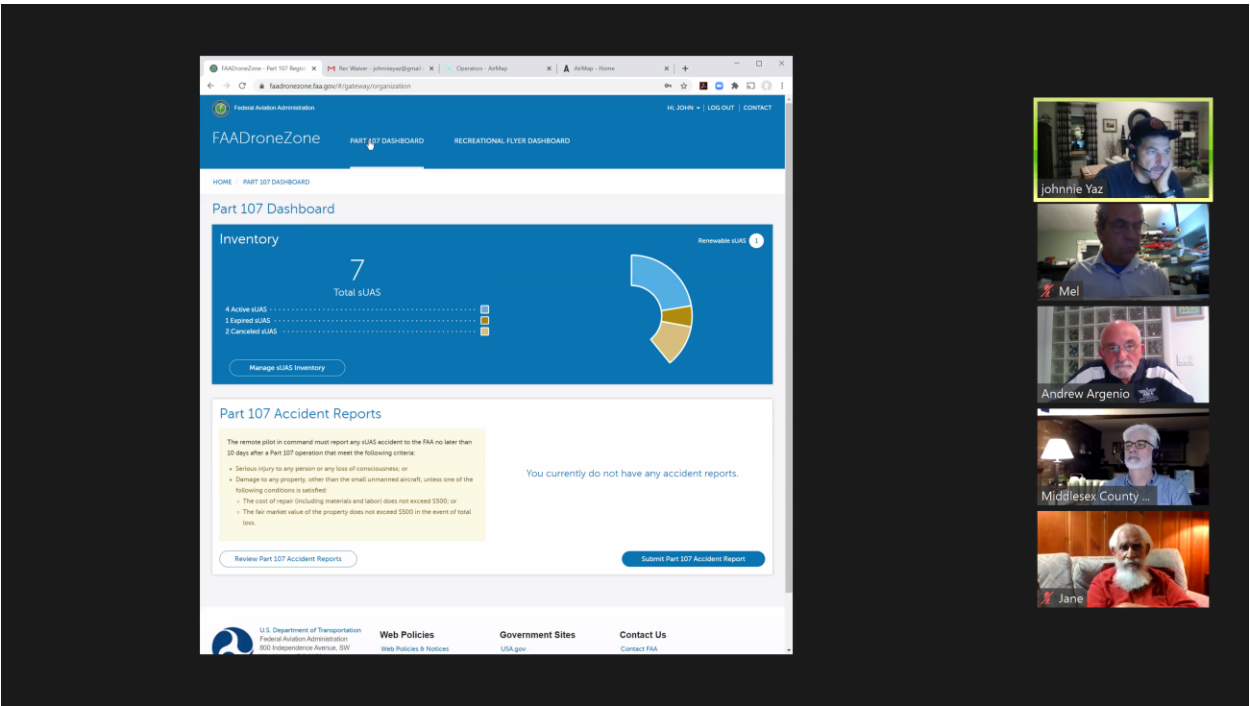 FAADroneZone - Part 107 Regist
Rec Waiver - johnnieyaz@gmail.c
Operators - AirMap
AirMap - Home
faadronezone.faa.gov/#/gateway/organization
Federal Aviation Administration
HI, JOHN
LOG OUT
CONTACT
FAADroneZone
PART 107 DASHBOARD
RECREATIONAL FLYER DASHBOARD
HOME / PART 107 DASHBOARD
Part 107 Dashboard
Inventory
Renewable sUAS 1
7
Total sUAS
4 Active sUAS
1 Expired sUAS
2 Canceled sUAS
Manage sUAS Inventory
Part 107 Accident Reports
The remote pilot in command must report any sUAS accident to the FAA no later than
10 days after a Part 107 operation that meet the following criteria:
Serious injury to any person or any loss of consciousness; or
Damage to any property, other than the small unmanned aircraft, unless one of the
following conditions is satisfied:
The cost of repair (including materials and labor) does not exceed $500; or
The fair market value of the property does not exceed $500 in the event of total
loss.
You currently do not have any accident reports.
Review Part 107 Accident Reports
Submit Part 107 Accident Report
U.S. Department of Transportation
Federal Aviation Administration
800 Independence Avenue, SW
Web Policies
Web Policies & Notices
Government Sites
USA.gov
Contact Us
Contact FAA
johnnie Yaz
Mel
Andrew Argenio
Middlesex County ...
Jane